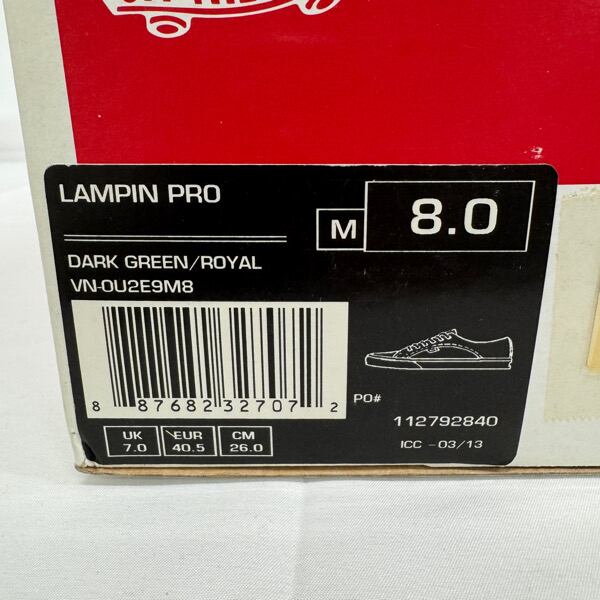 LAMPIN PRO
M 8.0
DARK GREEN/ROYAL
VN-0U2E9M8
8 87682 32707 2
PO#
112792840
ICC -03/13
UK 7.0
EUR 40.5
CM 26.0